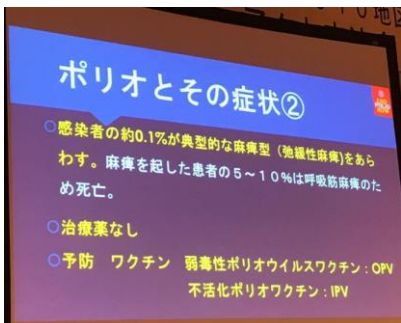 ポリオとその症状②
○感染者の約0.1%が典型的な麻痺型（弛緩性麻痺)をあら
わす。麻痺を起した患者の5～10%は呼吸筋麻痺のた
め死亡。
○治療薬なし
○予防 ワクチン 弱毒性ポリオウイルスワクチン：OPV
不活化ポリオワクチン：IPV